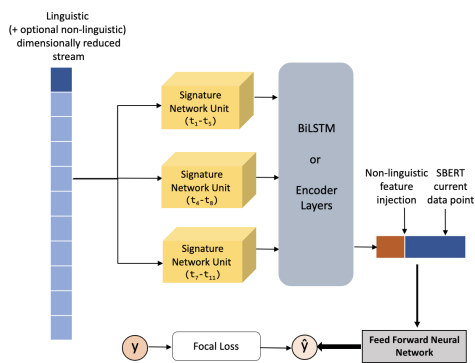 Linguistic
(+ optional non-linguistic)
dimensionally reduced
stream
Signature
Network Unit
(t₁-t₅)
Signature
Network Unit
(t₄-t₈)
Signature
Network Unit
(t₇-t₁₁)
BiLSTM
or
Encoder
Layers
Non-linguistic
feature
injection
SBERT
current
data point
y
Focal Loss
ŷ
Feed Forward Neural
Network